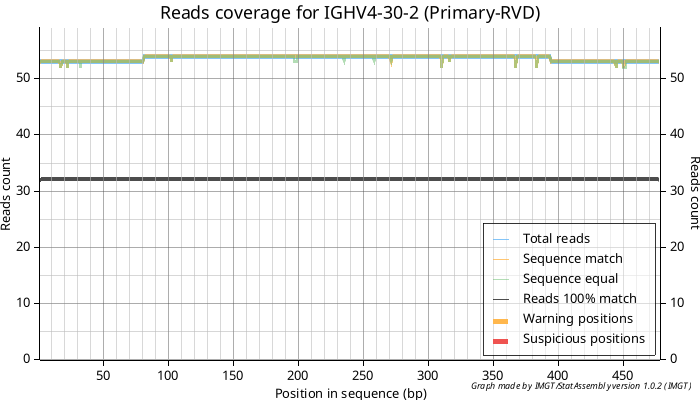 Reads coverage for IGHV4-30-2 (Primary-RVD)
50
40
30
20
10
0
Reads count
50
40
30
20
10
0
Reads count
Total reads
Sequence match
Sequence equal
Reads 100% match
Warning positions
Suspicious positions
50 100 150 200 250 300 350 400 450
Position in sequence (bp)
Graph made by IMGT/StatAssembly version 1.0.2 (IMGT)